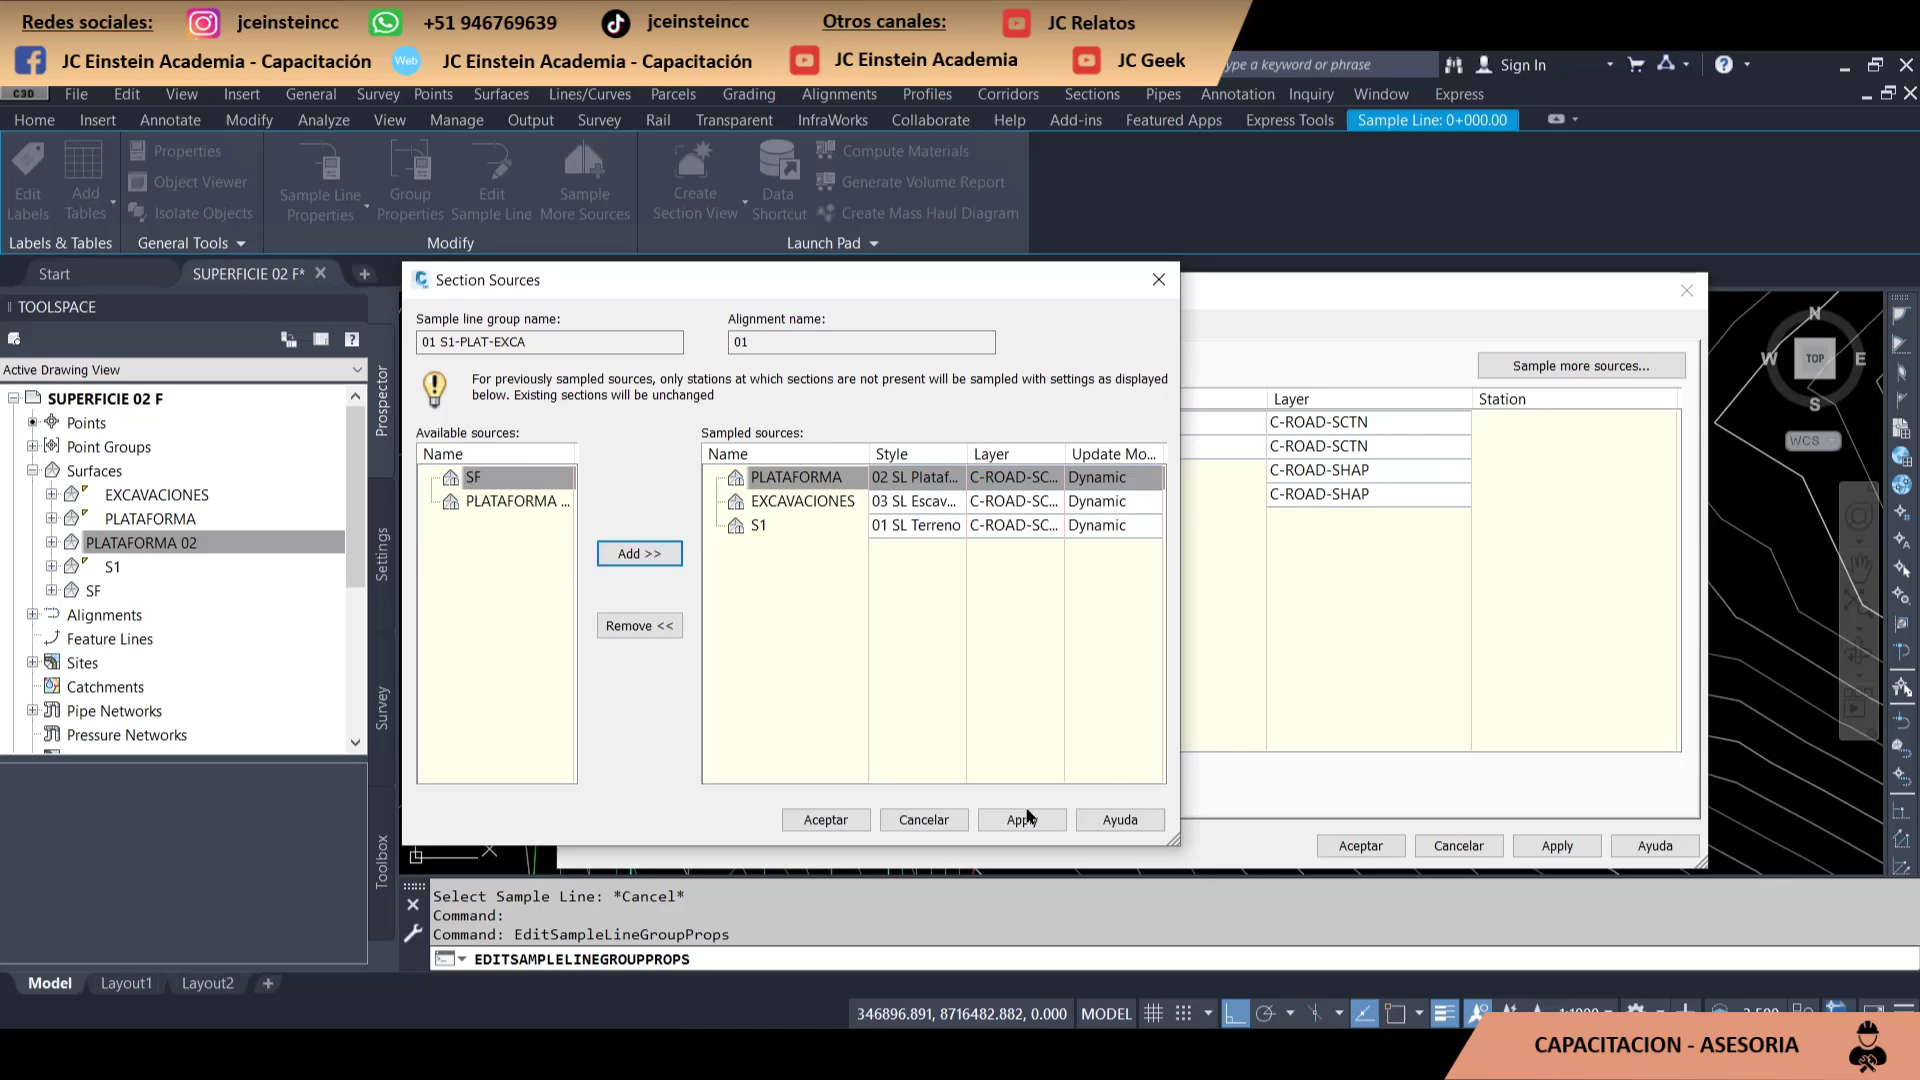 Redes sociales: jceinsteincc +51 946769639 jceinsteincc Otros canales: JC Relatos
JC Einstein Academia - Capacitación Web JC Einstein Academia - Capacitación JC Einstein Academia JC Geek
ype a keyword or phrase Sign In
C3D File Edit View Insert General Survey Points Surfaces Lines/Curves Parcels Grading Alignments Profiles Corridors Sections Pipes Annotation Inquiry Window Express
Home Insert Annotate Modify Analyze View Manage Output Survey Rail Transparent InfraWorks Collaborate Help Add-ins Featured Apps Express Tools Sample Line: 0+000.00
Edit Labels
Add Tables
Properties
Object Viewer
Isolate Objects
Sample Line Properties
Group Properties
Edit Sample Line
Sample More Sources
Create Section View
Data Shortcut
Compute Materials
Generate Volume Report
Create Mass Haul Diagram
Labels & Tables General Tools Modify Launch Pad
Start SUPERFICIE 02 F*
TOOLSPACE
Active Drawing View
SUPERFICIE 02 F
Points
Point Groups
Surfaces
EXCAVACIONES
PLATAFORMA
PLATAFORMA 02
S1
SF
Alignments
Feature Lines
Sites
Catchments
Pipe Networks
Pressure Networks
Prospector
Settings
Survey
Toolbox
Section Sources
Sample line group name: Alignment name:
01 S1-PLAT-EXCA 01
For previously sampled sources, only stations at which sections are not present will be sampled with settings as displayed
below. Existing sections will be unchanged
Available sources: Sampled sources:
Name
SF
PLATAFORMA ...
Add >>
Remove <<
Name Style Layer Update Mo...
PLATAFORMA 02 SL Plataf... C-ROAD-SC... Dynamic
EXCAVACIONES 03 SL Escav... C-ROAD-SC... Dynamic
S1 01 SL Terreno C-ROAD-SC... Dynamic
Aceptar Cancelar Apply Ayuda
Sample more sources...
Layer Station
C-ROAD-SCTN
C-ROAD-SCTN
C-ROAD-SHAP
C-ROAD-SHAP
Aceptar Cancelar Apply Ayuda
N
W TOP E
S
WCS
Select Sample Line: *Cancel*
Command:
Command: EditSampleLineGroupProps
EDITSAMPLELINEGROUPPROPS
Model Layout1 Layout2
346896.891, 8716482.882, 0.000 MODEL
CAPACITACION - ASESORIA